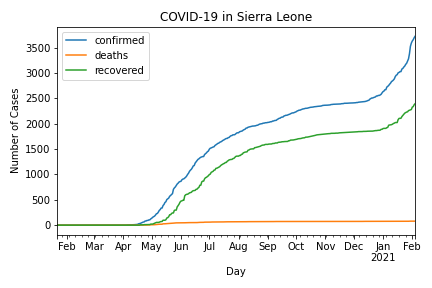 COVID-19 in Sierra Leone
confirmed
deaths
recovered
Number of Cases
3500
3000
2500
2000
1500
1000
500
0
Feb Mar Apr May Jun Jul Aug Sep Oct Nov Dec Jan Feb
2021
Day